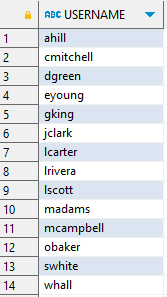 ABC USERNAME
1 ahill
2 cmitchell
3 dgreen
4 eyoung
5 gking
6 jclark
7 lcarter
8 lrivera
9 lscott
10 madams
11 mcampbell
12 obaker
13 swhite
14 whall